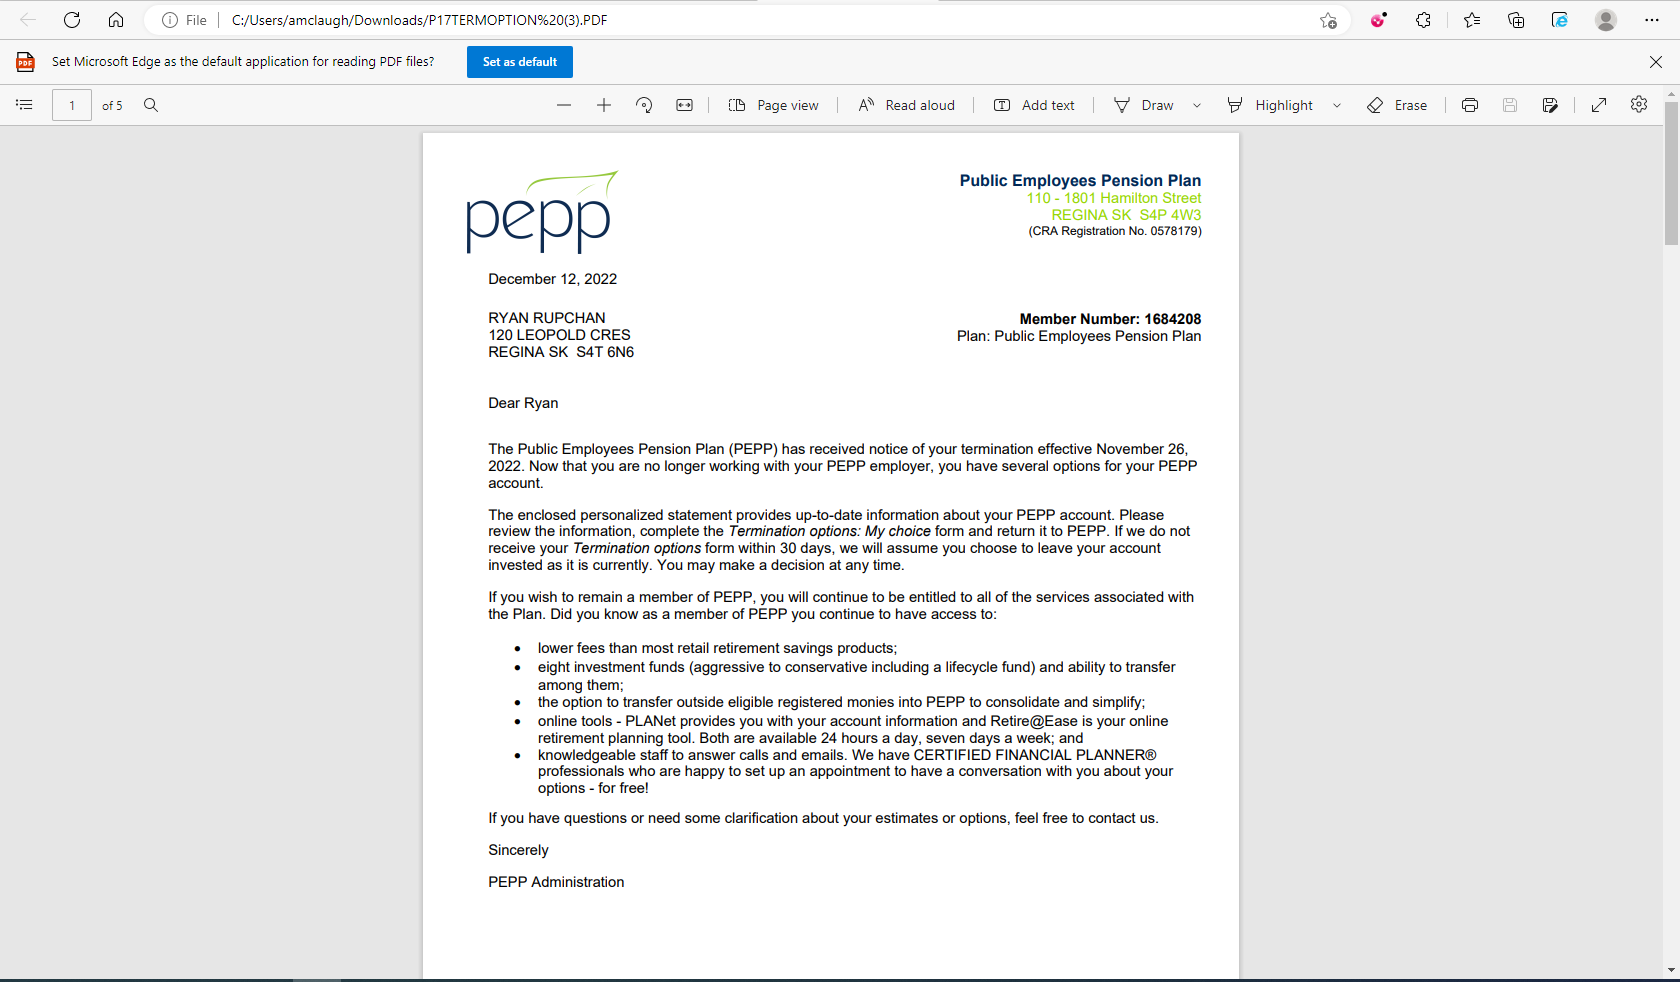 File
C:/Users/amclaugh/Downloads/P17TERMOPTION%20(3).PDF
PDF
Set Microsoft Edge as the default application for reading PDF files?
Set as default
1
of 5
Page view
Read aloud
Add text
Draw
Highlight
Erase
pepp
Public Employees Pension Plan
110 - 1801 Hamilton Street
REGINA SK  S4P 4W3
(CRA Registration No. 0578179)
December 12, 2022
RYAN RUPCHAN
120 LEOPOLD CRES
REGINA SK  S4T 6N6
Member Number: 1684208
Plan: Public Employees Pension Plan
Dear Ryan
The Public Employees Pension Plan (PEPP) has received notice of your termination effective November 26,
2022. Now that you are no longer working with your PEPP employer, you have several options for your PEPP
account.
The enclosed personalized statement provides up-to-date information about your PEPP account. Please
review the information, complete the Termination options: My choice form and return it to PEPP. If we do not
receive your Termination options form within 30 days, we will assume you choose to leave your account
invested as it is currently. You may make a decision at any time.
If you wish to remain a member of PEPP, you will continue to be entitled to all of the services associated with
the Plan. Did you know as a member of PEPP you continue to have access to:
• lower fees than most retail retirement savings products;
• eight investment funds (aggressive to conservative including a lifecycle fund) and ability to transfer
among them;
• the option to transfer outside eligible registered monies into PEPP to consolidate and simplify;
• online tools - PLANet provides you with your account information and Retire@Ease is your online
retirement planning tool. Both are available 24 hours a day, seven days a week; and
• knowledgeable staff to answer calls and emails. We have CERTIFIED FINANCIAL PLANNER®
professionals who are happy to set up an appointment to have a conversation with you about your
options - for free!
If you have questions or need some clarification about your estimates or options, feel free to contact us.
Sincerely
PEPP Administration